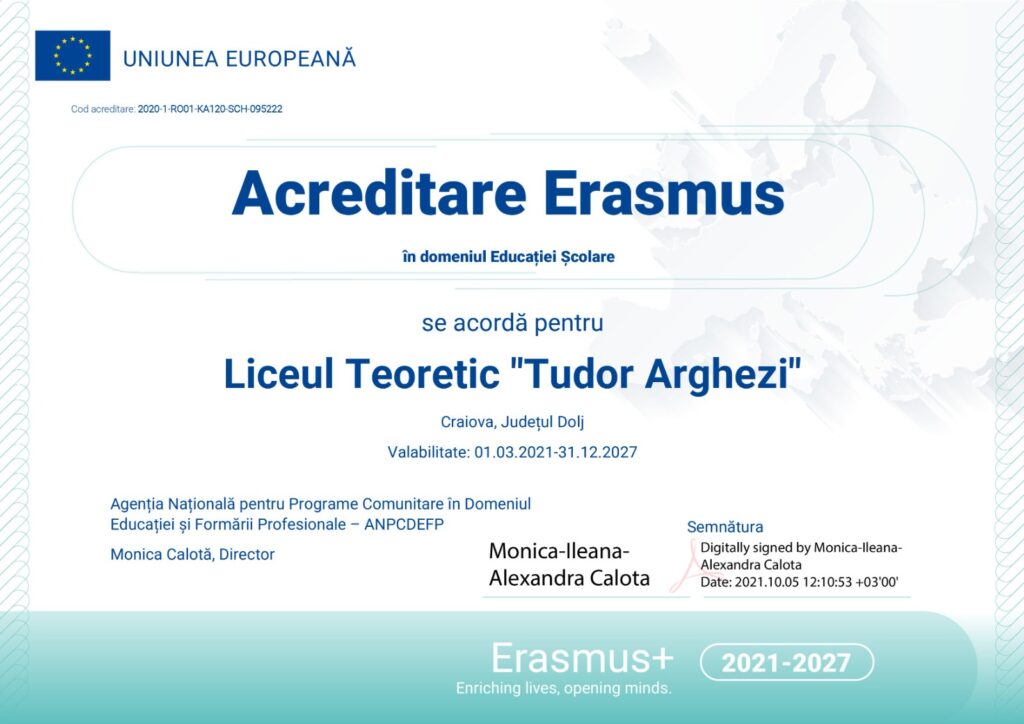 UNIUNEA EUROPEANĂ
Cod acreditare: 2020-1-RO01-KA120-SCH-095222
Acreditare Erasmus
în domeniul Educației Școlare
se acordă pentru
Liceul Teoretic "Tudor Arghezi"
Craiova, Județul Dolj
Valabilitate: 01.03.2021-31.12.2027
Agenția Națională pentru Programe Comunitare în Domeniul
Educației și Formării Profesionale – ANPCDEFP
Monica Calotă, Director
Semnătura
Monica-Ileana-
Alexandra Calota
Digitally signed by Monica-Ileana-
Alexandra Calota
Date: 2021.10.05 12:10:53 +03'00'
Erasmus+
Enriching lives, opening minds.
2021-2027